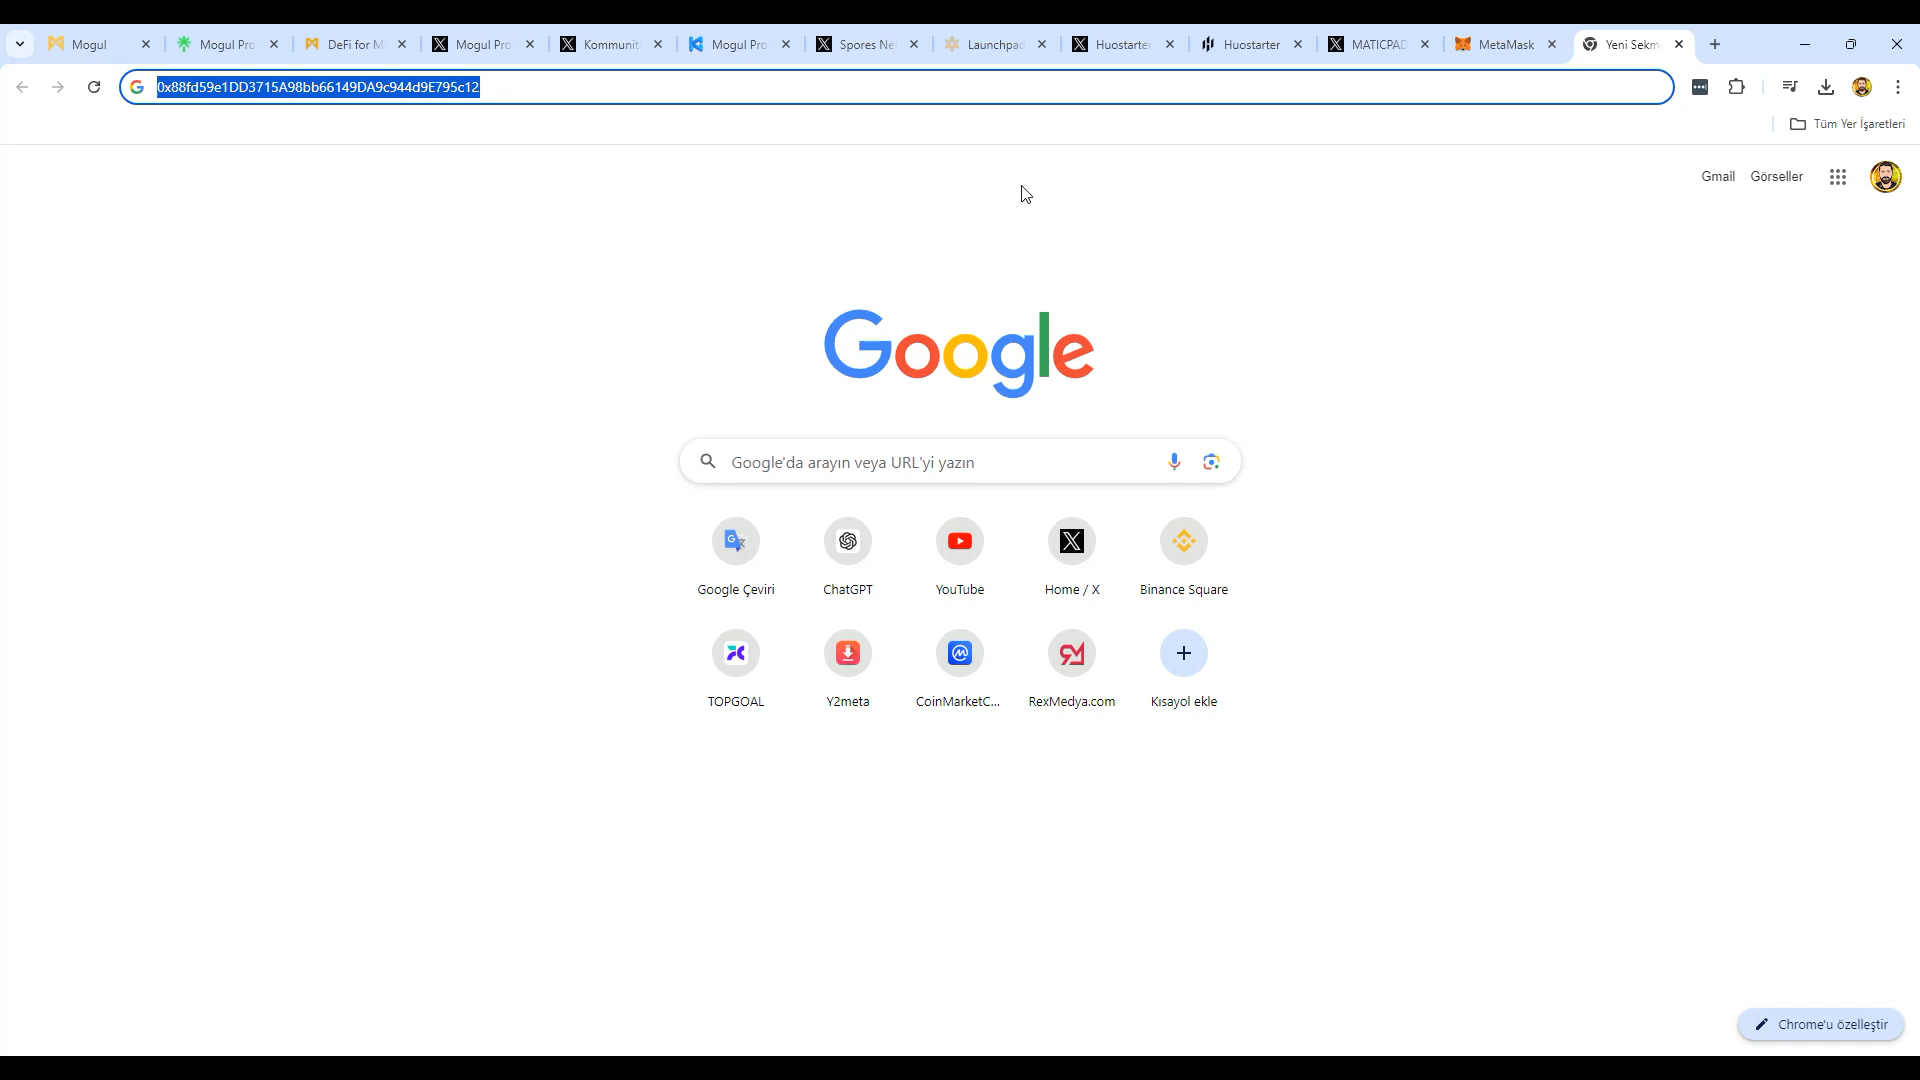 Mogul
Mogul Pro
DeFi for M
Mogul Pro
Kommunit
Mogul Pro
Spores Ne
Launchpad
Huostarter
Huostarter
MATICPAD
MetaMask
Yeni Sekm
0x88fd59e1DD3715A98bb66149DA9c944d9E795c12
Tüm Yer İşaretleri
Gmail
Görseller
Google
Google'da arayın veya URL'yi yazın
Google Çeviri
ChatGPT
YouTube
Home / X
Binance Square
TOPGOAL
Y2meta
CoinMarketC...
RexMedya.com
Kısayol ekle
Chrome'u özelleştir